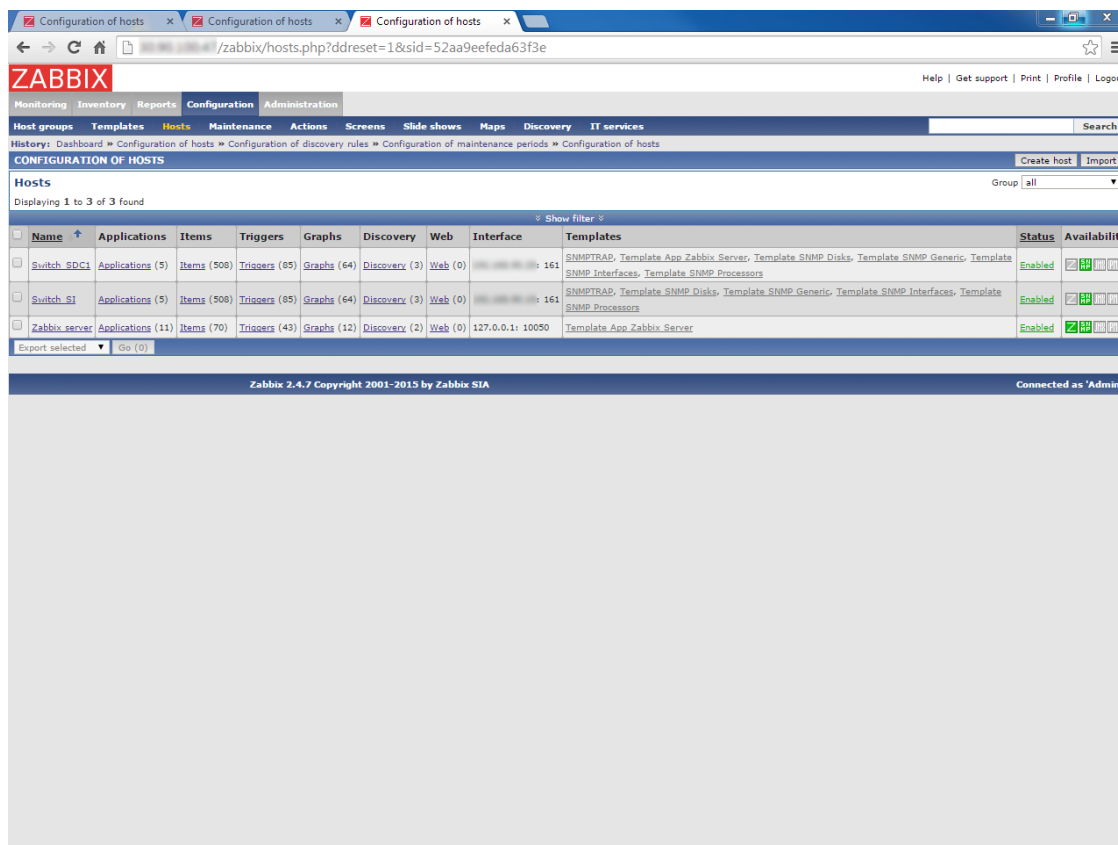 Configuration of hosts × Configuration of hosts × Configuration of hosts ×
/zabbix/hosts.php?ddreset=1&sid=52aa9eefeda63f3e
ZABBIX
Help | Get support | Print | Profile | Logou
Monitoring Inventory Reports Configuration Administration
Host groups Templates Hosts Maintenance Actions Screens Slide shows Maps Discovery IT services Search
History: Dashboard » Configuration of hosts » Configuration of discovery rules » Configuration of maintenance periods » Configuration of hosts
CONFIGURATION OF HOSTS Create host Import
Hosts Group all
Displaying 1 to 3 of 3 found
Show filter
Name Applications Items Triggers Graphs Discovery Web Interface Templates Status Availabilit
Switch SDC1 Applications (5) Items (508) Triggers (85) Graphs (64) Discovery (3) Web (0) : 161 SNMPTRAP, Template App Zabbix Server, Template SNMP Disks, Template SNMP Generic, Template SNMP Interfaces, Template SNMP Processors Enabled
Switch SI Applications (5) Items (508) Triggers (85) Graphs (64) Discovery (3) Web (0) : 161 SNMPTRAP, Template SNMP Disks, Template SNMP Generic, Template SNMP Interfaces, Template SNMP Processors Enabled
Zabbix server Applications (11) Items (70) Triggers (43) Graphs (12) Discovery (2) Web (0) 127.0.0.1: 10050 Template App Zabbix Server Enabled
Export selected Go (0)
Zabbix 2.4.7 Copyright 2001-2015 by Zabbix SIA Connected as 'Admin